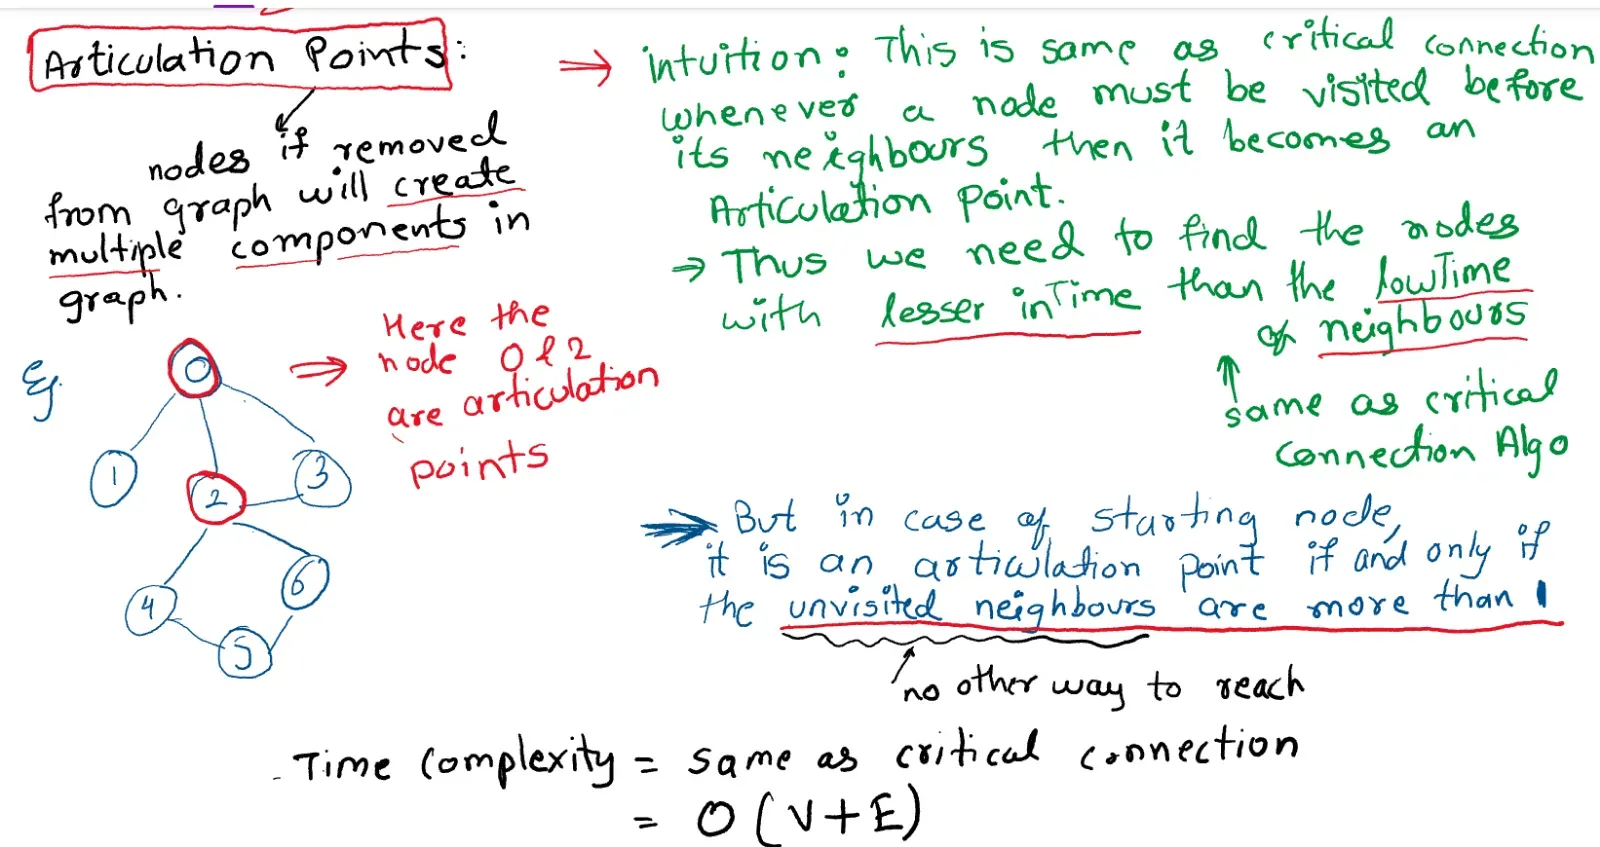 Articulation Points:
nodes if removed
from graph will create
multiple components in
graph.
Eg.
0
1
2
3
4
5
6
⇒ Here the
node 0 & 2
are articulation
points
⇒ intuition: This is same as critical connection
whenever a node must be visited before
its neighbours then it becomes an
Articulation Point.
⇒ Thus we need to find the nodes
with lesser inTime than the lowTime
of neighbours
same as critical
connection Algo
⇒ But in case of starting node,
it is an articulation point if and only if
the unvisited neighbours are more than 1
no other way to reach
Time Complexity = same as critical connection
= O(V+E)